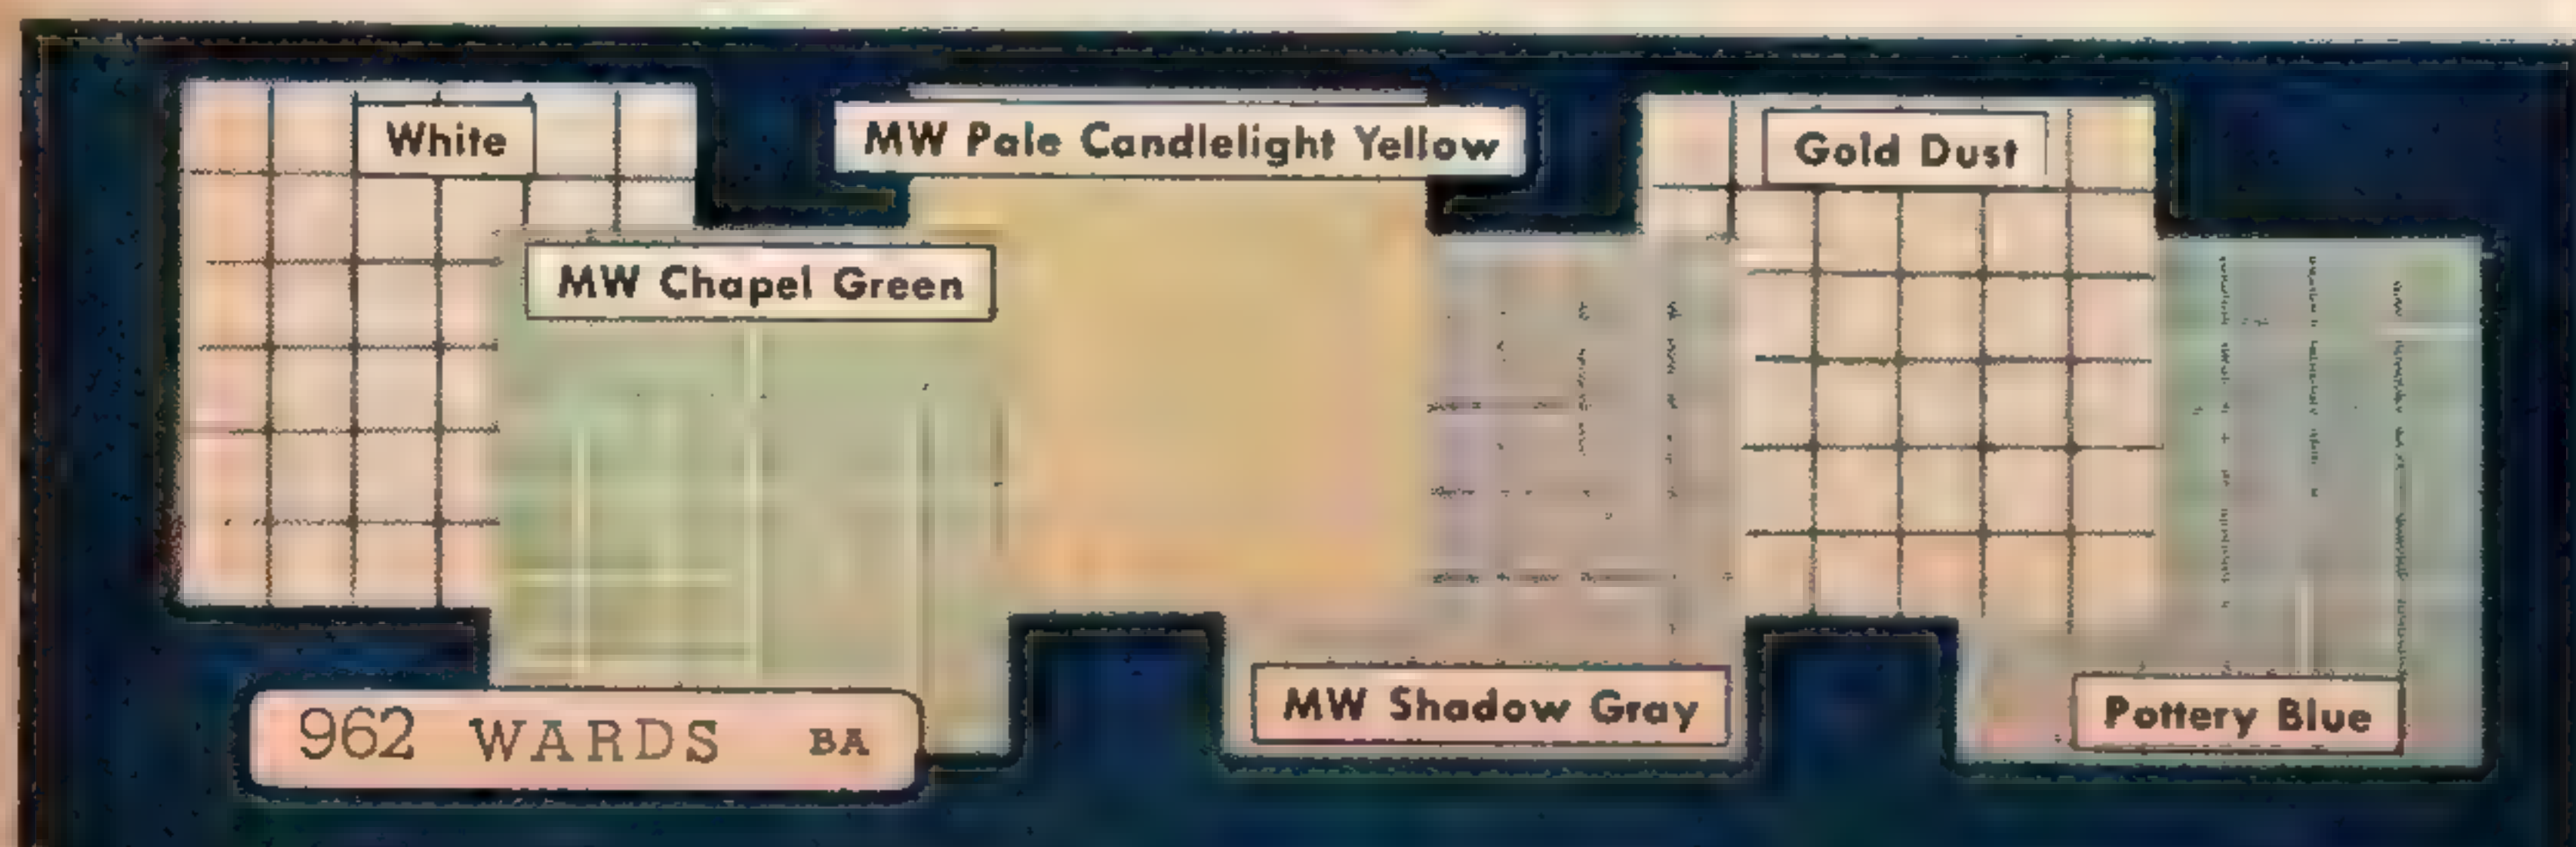 White
MW Pale Candlelight Yellow
Gold Dust
MW Chapel Green
MW Shadow Gray
Pottery Blue
962 WARDS BA